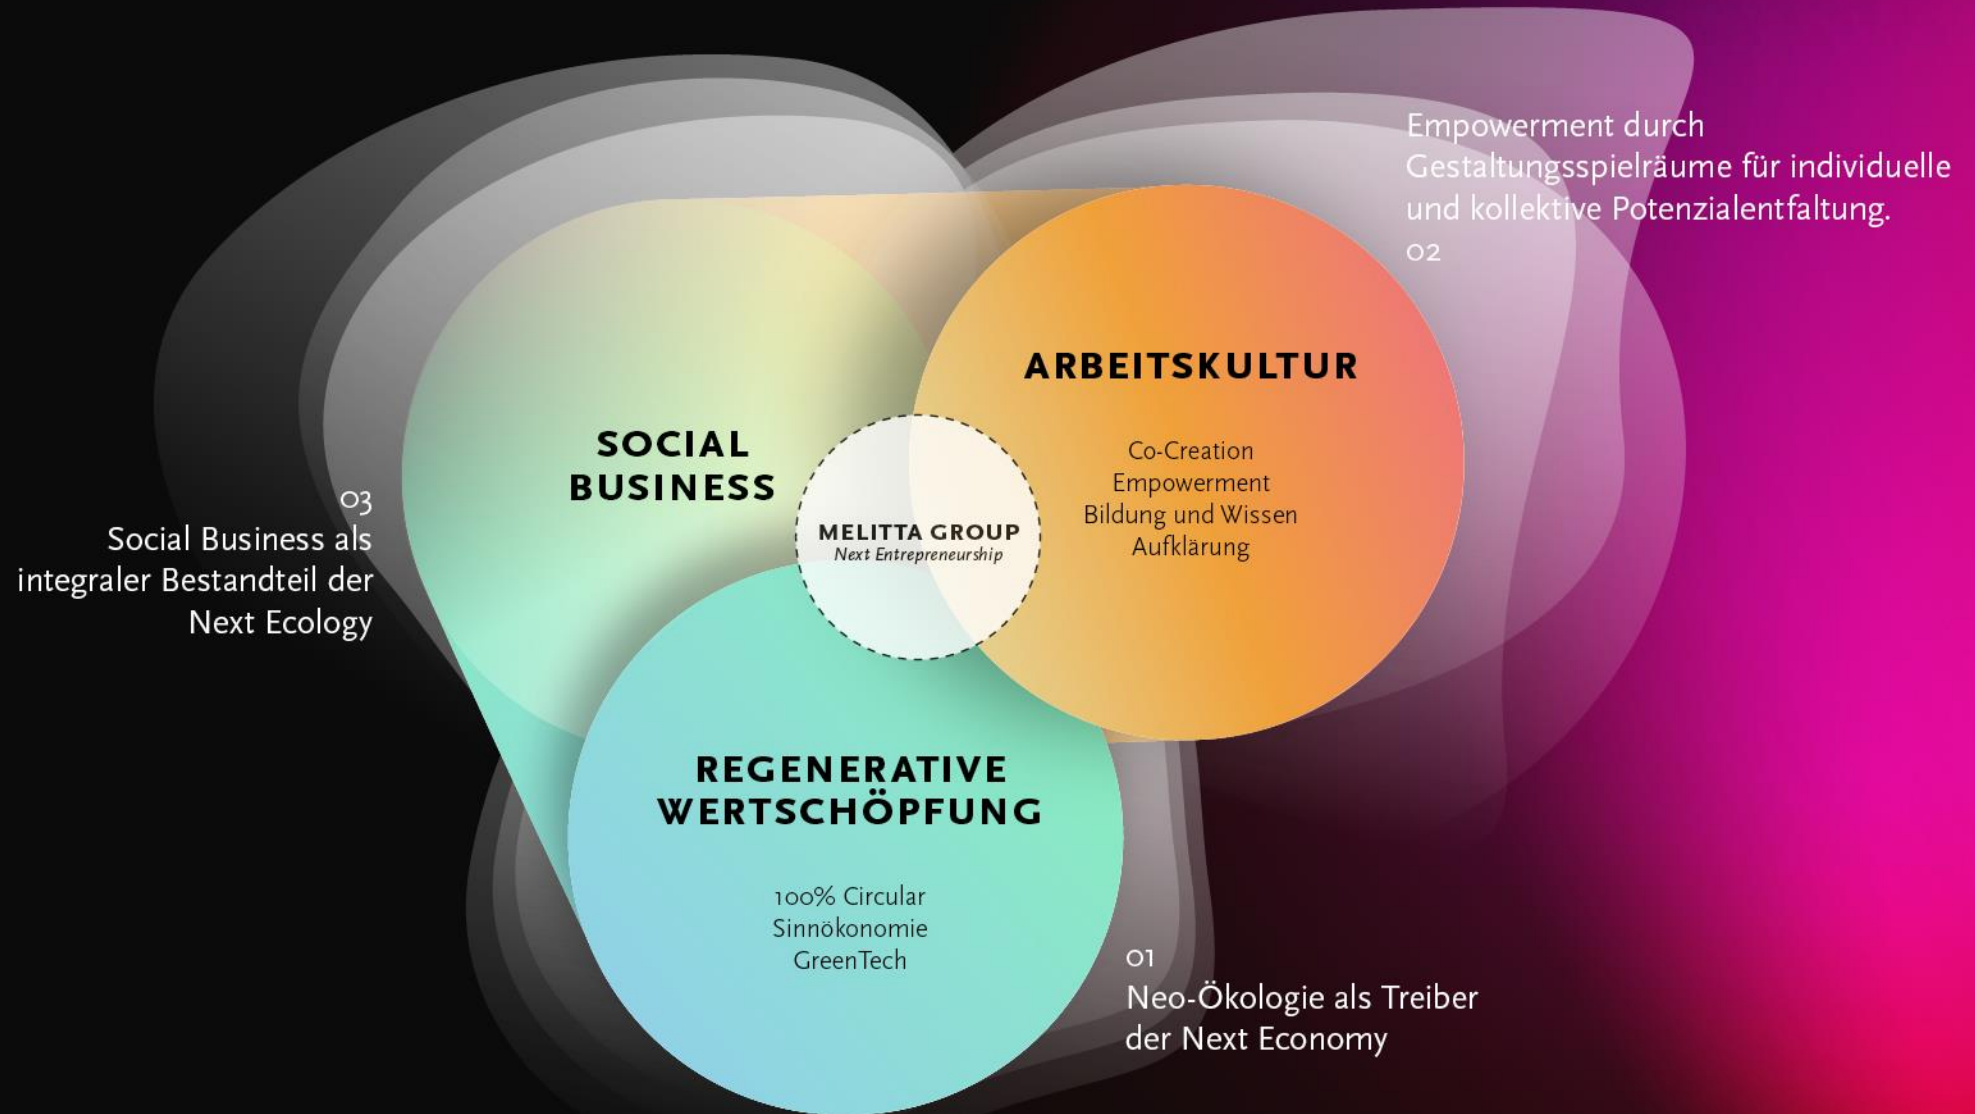 Empowerment durch
Gestaltungsspielräume für individuelle
und kollektive Potenzialentfaltung.
02
ARBEITSKULTUR
Co-Creation
Empowerment
Bildung und Wissen
Aufklärung
SOCIAL
BUSINESS
03
Social Business als
integraler Bestandteil der
Next Ecology
MELITTA GROUP
Next Entrepreneurship
REGENERATIVE
WERTSCHÖPFUNG
100% Circular
Sinnökonomie
GreenTech
01
Neo-Ökologie als Treiber
der Next Economy